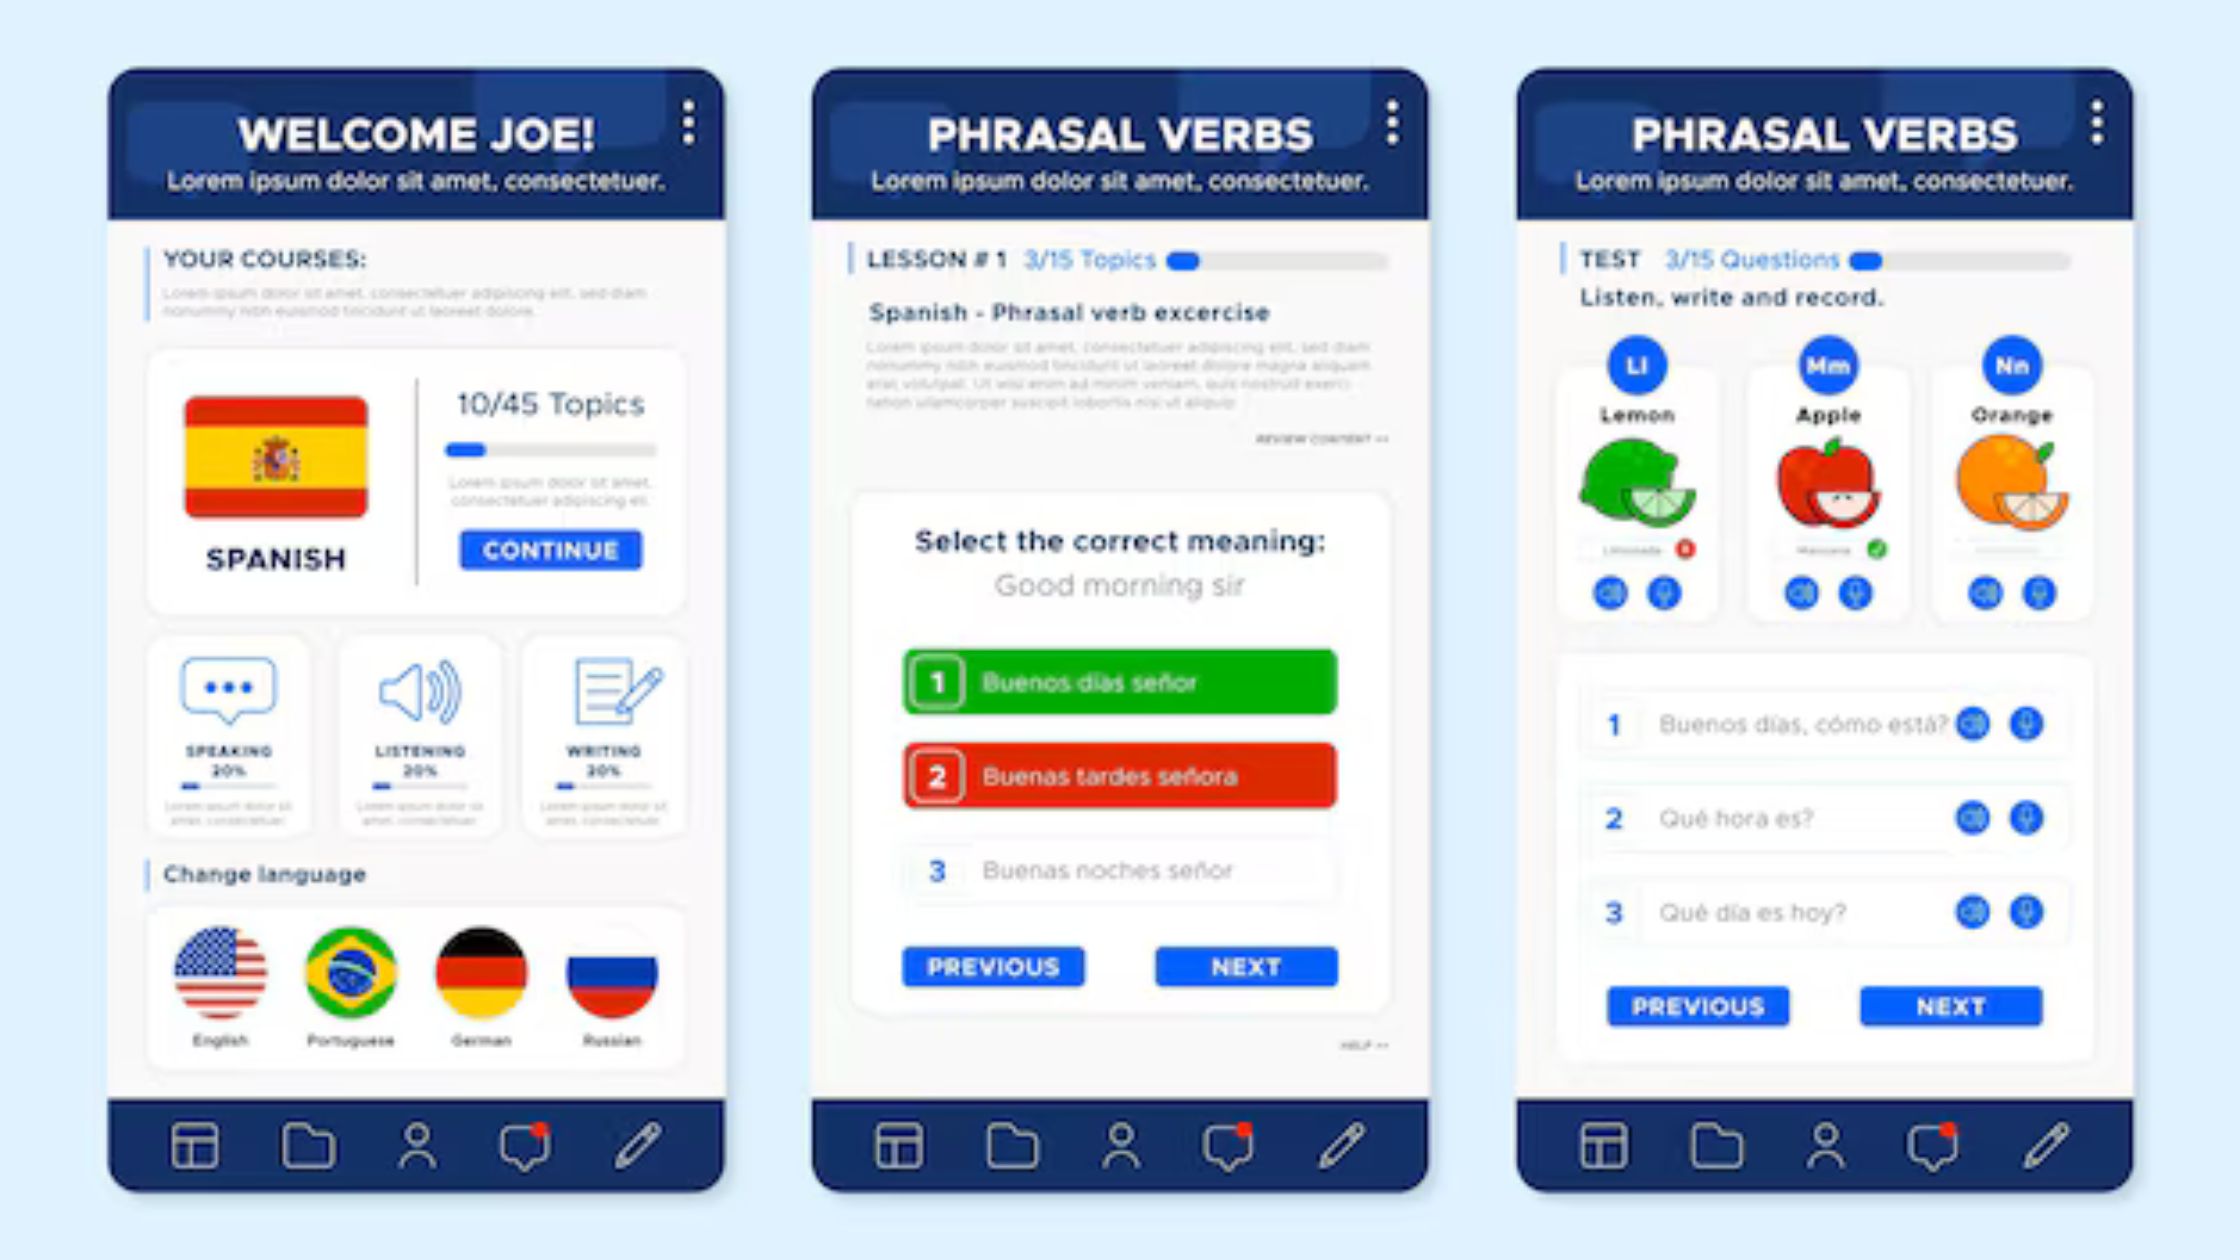 WELCOME JOE!
Lorem ipsum dolor sit amet, consectetuer.
YOUR COURSES:
Lorem ipsum dolor sit amet, consectetuer adipiscing elit, sed diam
nonummy nibh euismod tincidunt ut laoreet dolore.
SPANISH
10/45 Topics
Lorem ipsum dolor sit amet,
consectetuer adipiscing eli.
CONTINUE
SPEAKING
20%
Lorem ipsum dolor sit
amet, consectetuer
LISTENING
20%
Lorem ipsum dolor sit
amet, consectetuer
WRITING
20%
Lorem ipsum dolor sit
amet, consectetuer
Change language
English
Portuguese
German
Russian
PHRASAL VERBS
Lorem ipsum dolor sit amet, consectetuer.
LESSON # 1 3/15 Topics
Spanish - Phrasal verb excercise
Lorem ipsum dolor sit amet, consectetuer adipiscing elit, sed diam
nonummy nibh euismod tincidunt ut laoreet dolore magna aliquam
erat volutpat. Ut wisi enim ad minim veniam, quis nostrud exerci
tation ullamcorper suscipit lobortis nisl ut aliquip
REVIEW CONTENT
Select the correct meaning:
Good morning sir
1 Buenos días señor
2 Buenas tardes señora
3 Buenas noches señor
PREVIOUS
NEXT
HELP
PHRASAL VERBS
Lorem ipsum dolor sit amet, consectetuer.
TEST 3/15 Questions
Listen, write and record.
Ll
Lemon
Limonada
Mm
Apple
Manzana
Nn
Orange
1 Buenos días, cómo está?
2 Qué hora es?
3 Qué día es hoy?
PREVIOUS
NEXT